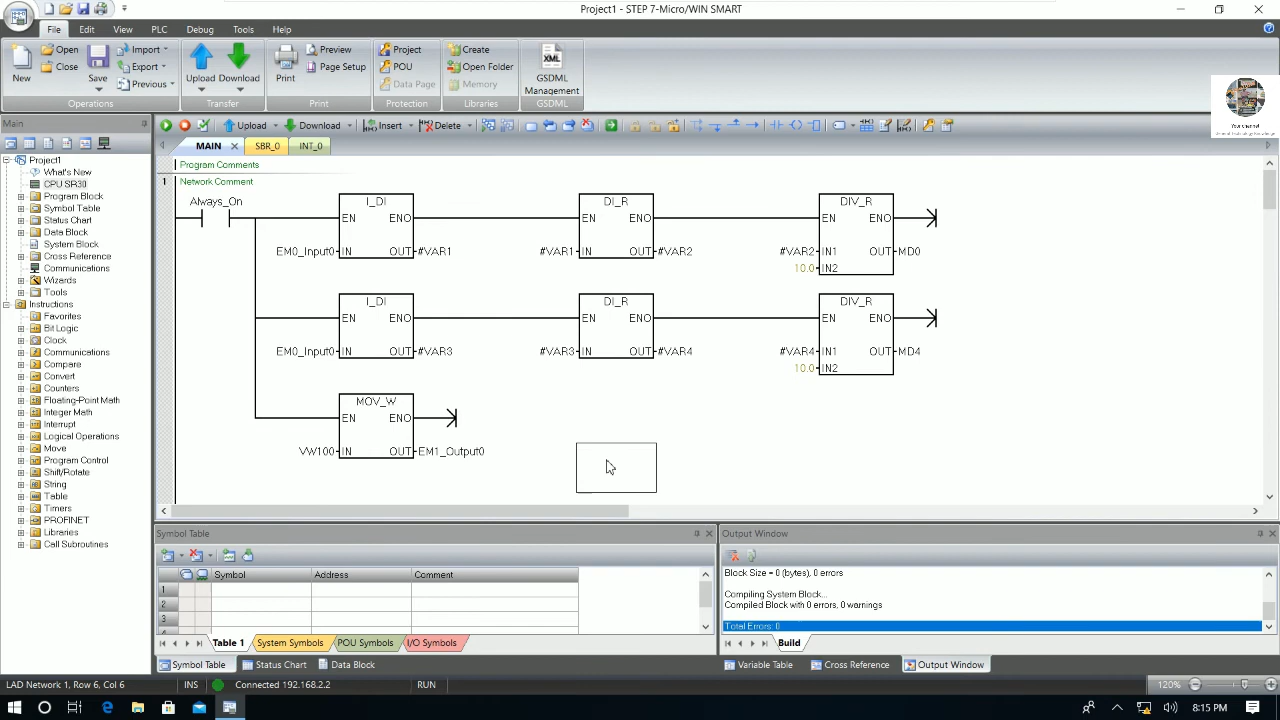 Project1 - STEP 7-Micro/WIN SMART
File Edit View PLC Debug Tools Help
New Open Close Save Import Export Previous Operations
Upload Download Transfer
Print Preview Page Setup Print
Project POU Data Page Protection
Create Open Folder Memory Libraries
XML GSDML Management GSDML
Your channel
General Technology Knowledge
Main
Upload Download Insert Delete
MAIN SBR_0 INT_0
Project1
What's New
CPU SR30
Program Block
Symbol Table
Status Chart
Data Block
System Block
Cross Reference
Communications
Wizards
Tools
Instructions
Favorites
Bit Logic
Clock
Communications
Compare
Convert
Counters
Floating-Point Math
Integer Math
Interrupt
Logical Operations
Move
Program Control
Shift/Rotate
String
Table
Timers
PROFINET
Libraries
Call Subroutines
Program Comments
1 Network Comment
Always_On I_DI DI_R DIV_R
EN ENO EN ENO EN ENO
EM0_Input0 IN OUT #VAR1 #VAR1 IN OUT #VAR2 #VAR2 IN1 OUT MD0
10.0 IN2
I_DI DI_R DIV_R
EN ENO EN ENO EN ENO
EM0_Input0 IN OUT #VAR3 #VAR3 IN OUT #VAR4 #VAR4 IN1 OUT MD4
10.0 IN2
MOV_W
EN ENO
VW100 IN OUT EM1_Output0
Symbol Table
Symbol Address Comment
1
2
3
Table 1 System Symbols POU Symbols I/O Symbols
Symbol Table Status Chart Data Block
Output Window
Block Size = 0 (bytes), 0 errors
Compiling System Block...
Compiled Block with 0 errors, 0 warnings
Total Errors: 0
Build
Variable Table Cross Reference Output Window
LAD Network 1, Row 6, Col 6 INS Connected 192.168.2.2 RUN 120%
8:15 PM